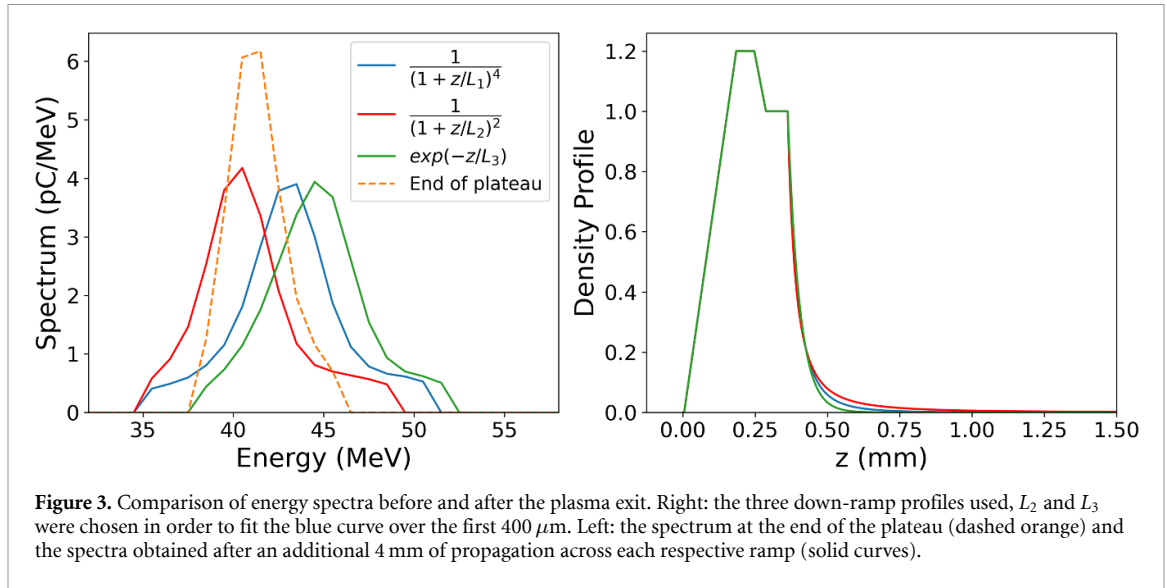 Spectrum (pC/MeV)
6
5
4
3
2
1
0
35 40 45 50 55
Energy (MeV)
1
(1 + z/L₁)⁴
1
(1 + z/L₂)²
exp(−z/L₃)
End of plateau
Density Profile
1.2
1.0
0.8
0.6
0.4
0.2
0.0
0.00 0.25 0.50 0.75 1.00 1.25 1.50
z (mm)
Figure 3. Comparison of energy spectra before and after the plasma exit. Right: the three down-ramp profiles used, L₂ and L₃
were chosen in order to fit the blue curve over the first 400 μm. Left: the spectrum at the end of the plateau (dashed orange) and
the spectra obtained after an additional 4 mm of propagation across each respective ramp (solid curves).